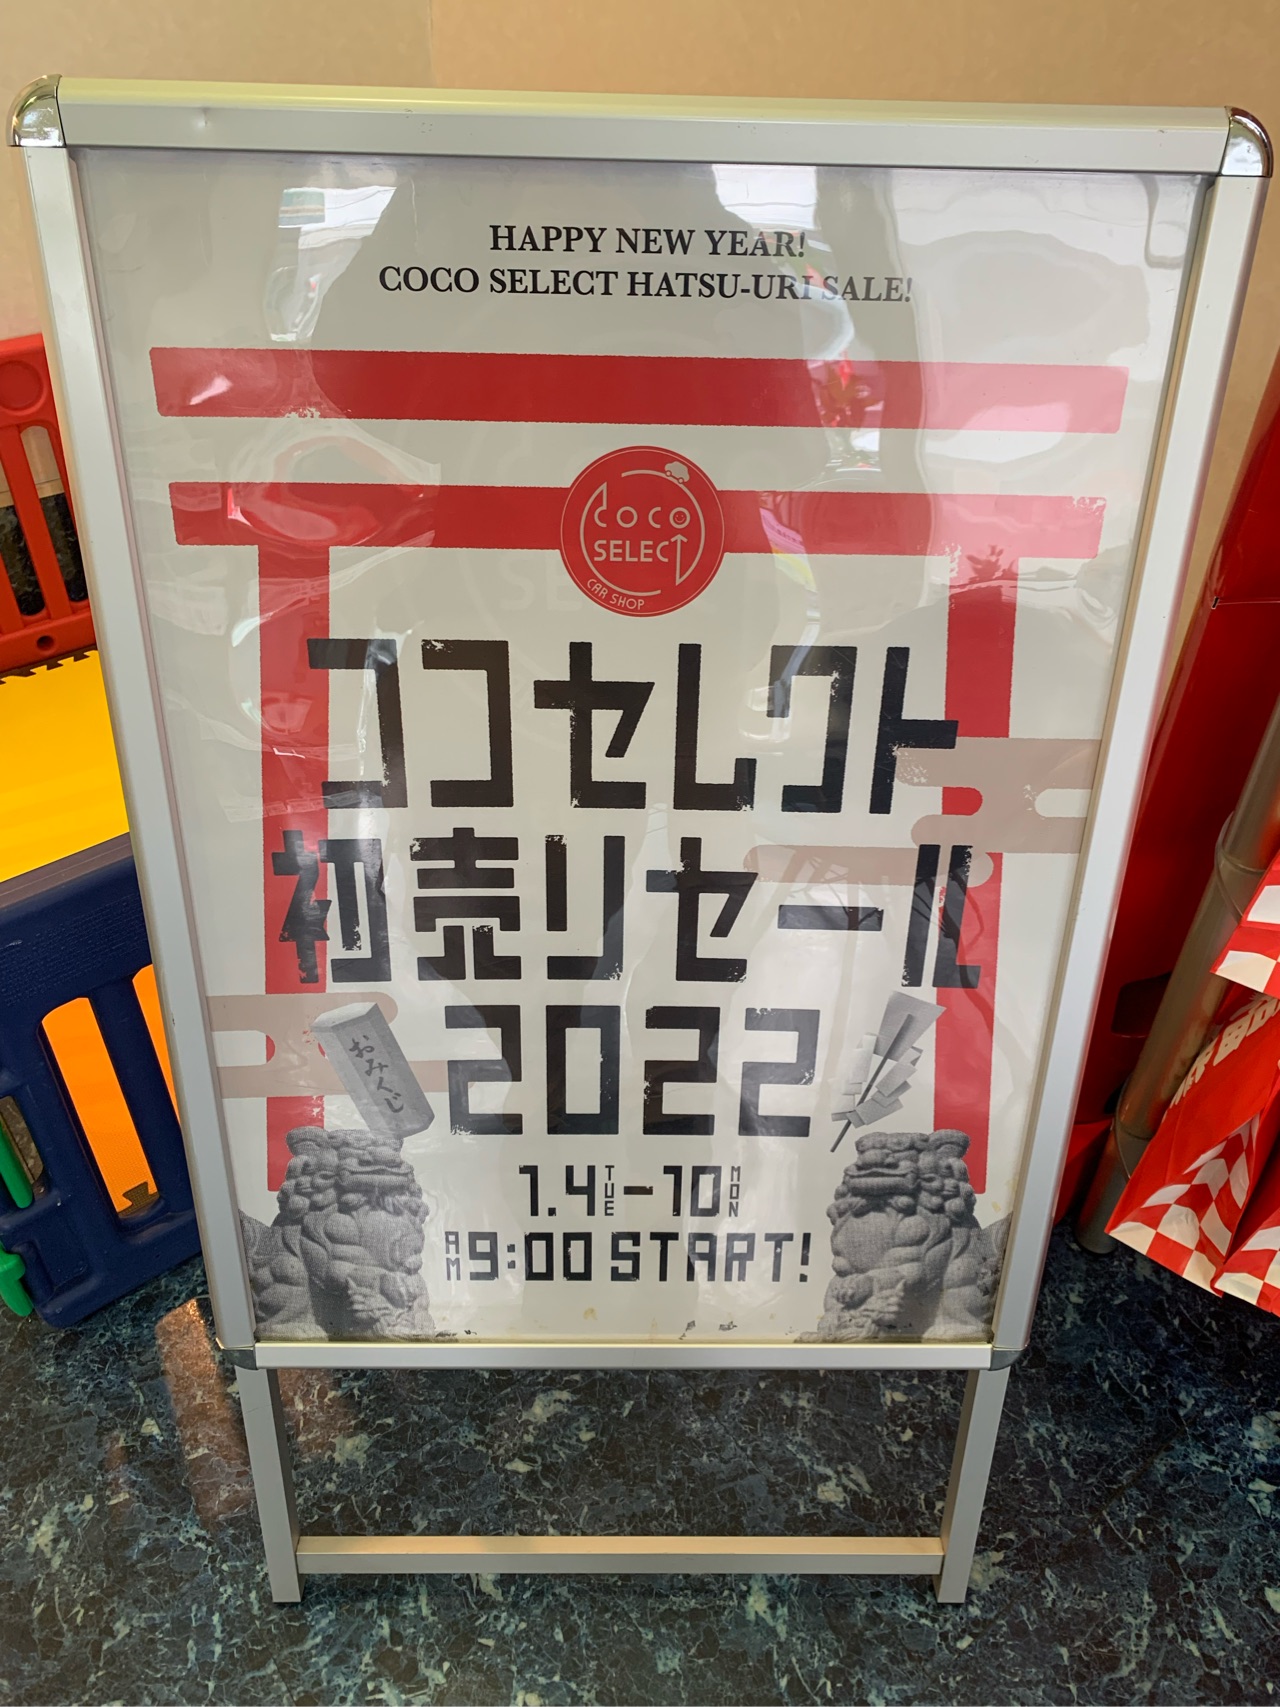 HAPPY NEW YEAR!
COCO SELECT HATSU-URI SALE!
COCO
SELECT
CAR SHOP
ココセレクト
初売リセール
2022
おみくじ
1.4 TUE - 10 MON
AM 9:00 START!